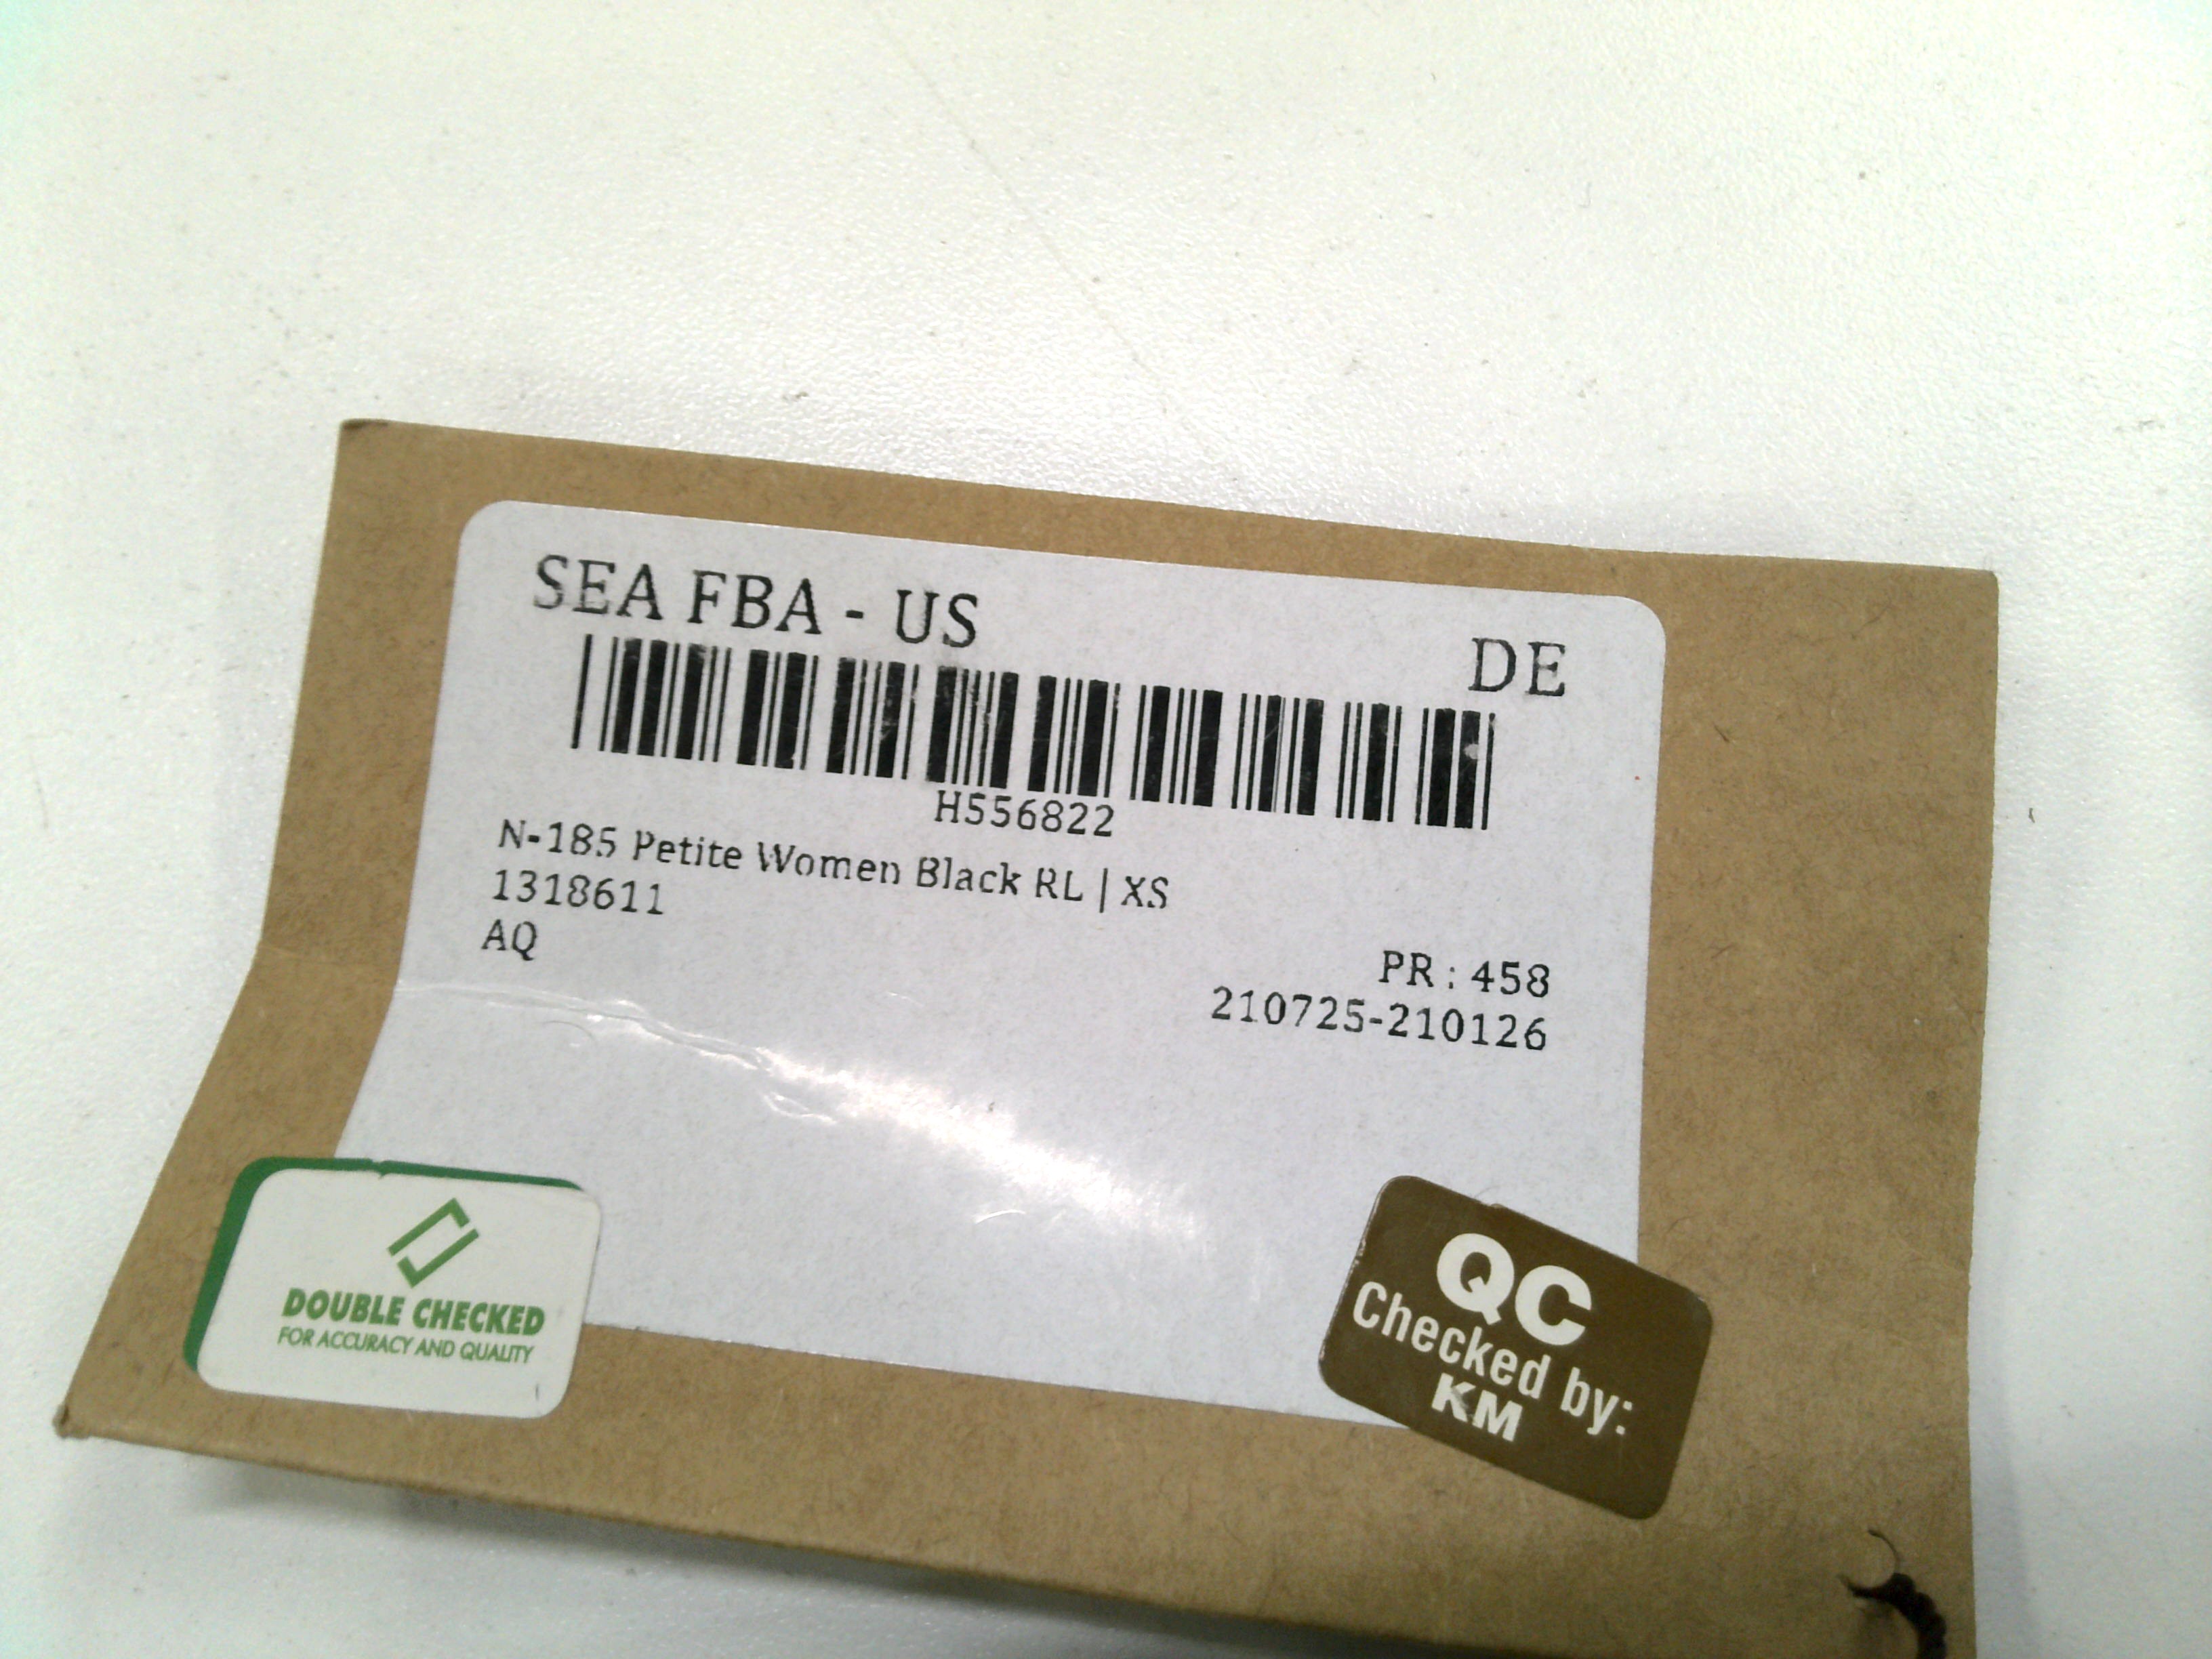 SEA FBA - US
DE
H556822
N-185 Petite Women Black RL | XS
1318611
AQ
PR : 458
210725-210126
DOUBLE CHECKED
FOR ACCURACY AND QUALITY
QC
Checked by:
KM